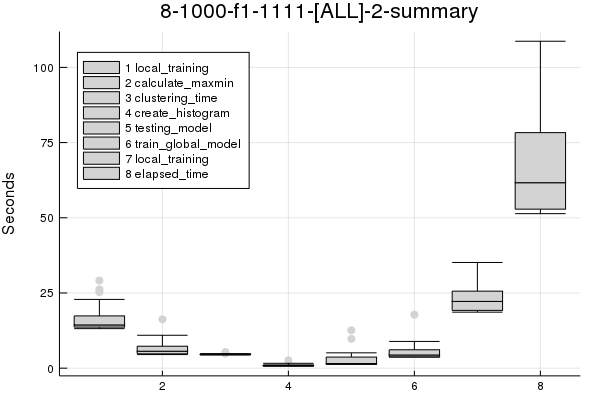 8-1000-f1-1111-[ALL]-2-summary
1 local_training
2 calculate_maxmin
3 clustering_time
4 create_histogram
5 testing_model
6 train_global_model
7 local_training
8 elapsed_time
Seconds
100
75
50
25
0
2 4 6 8